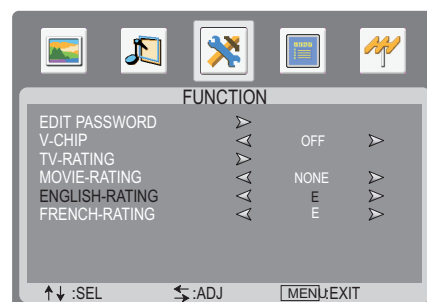 FUNCTION
EDIT PASSWORD
V-CHIP OFF
TV-RATING
MOVIE-RATING NONE
ENGLISH-RATING E
FRENCH-RATING E
:SEL :ADJ MENU:EXIT